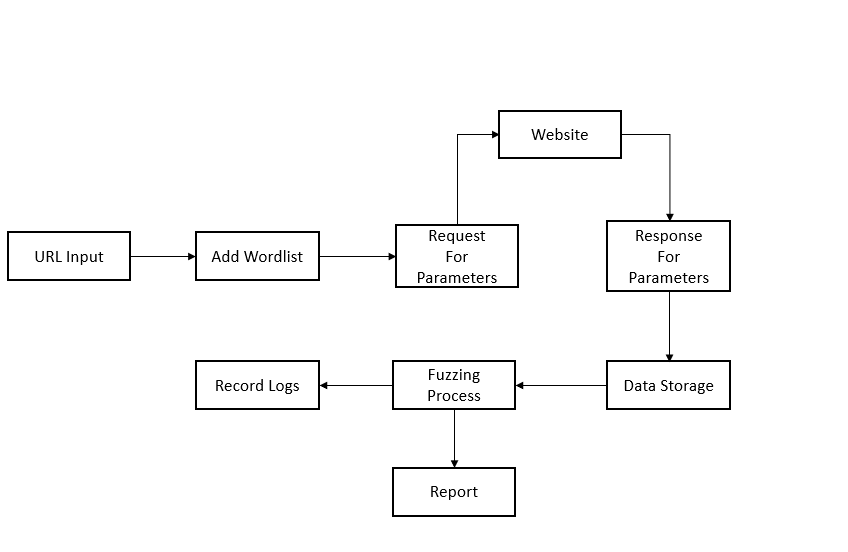 Website
URL Input
Add Wordlist
Request
For
Parameters
Response
For
Parameters
Record Logs
Fuzzing
Process
Data Storage
Report